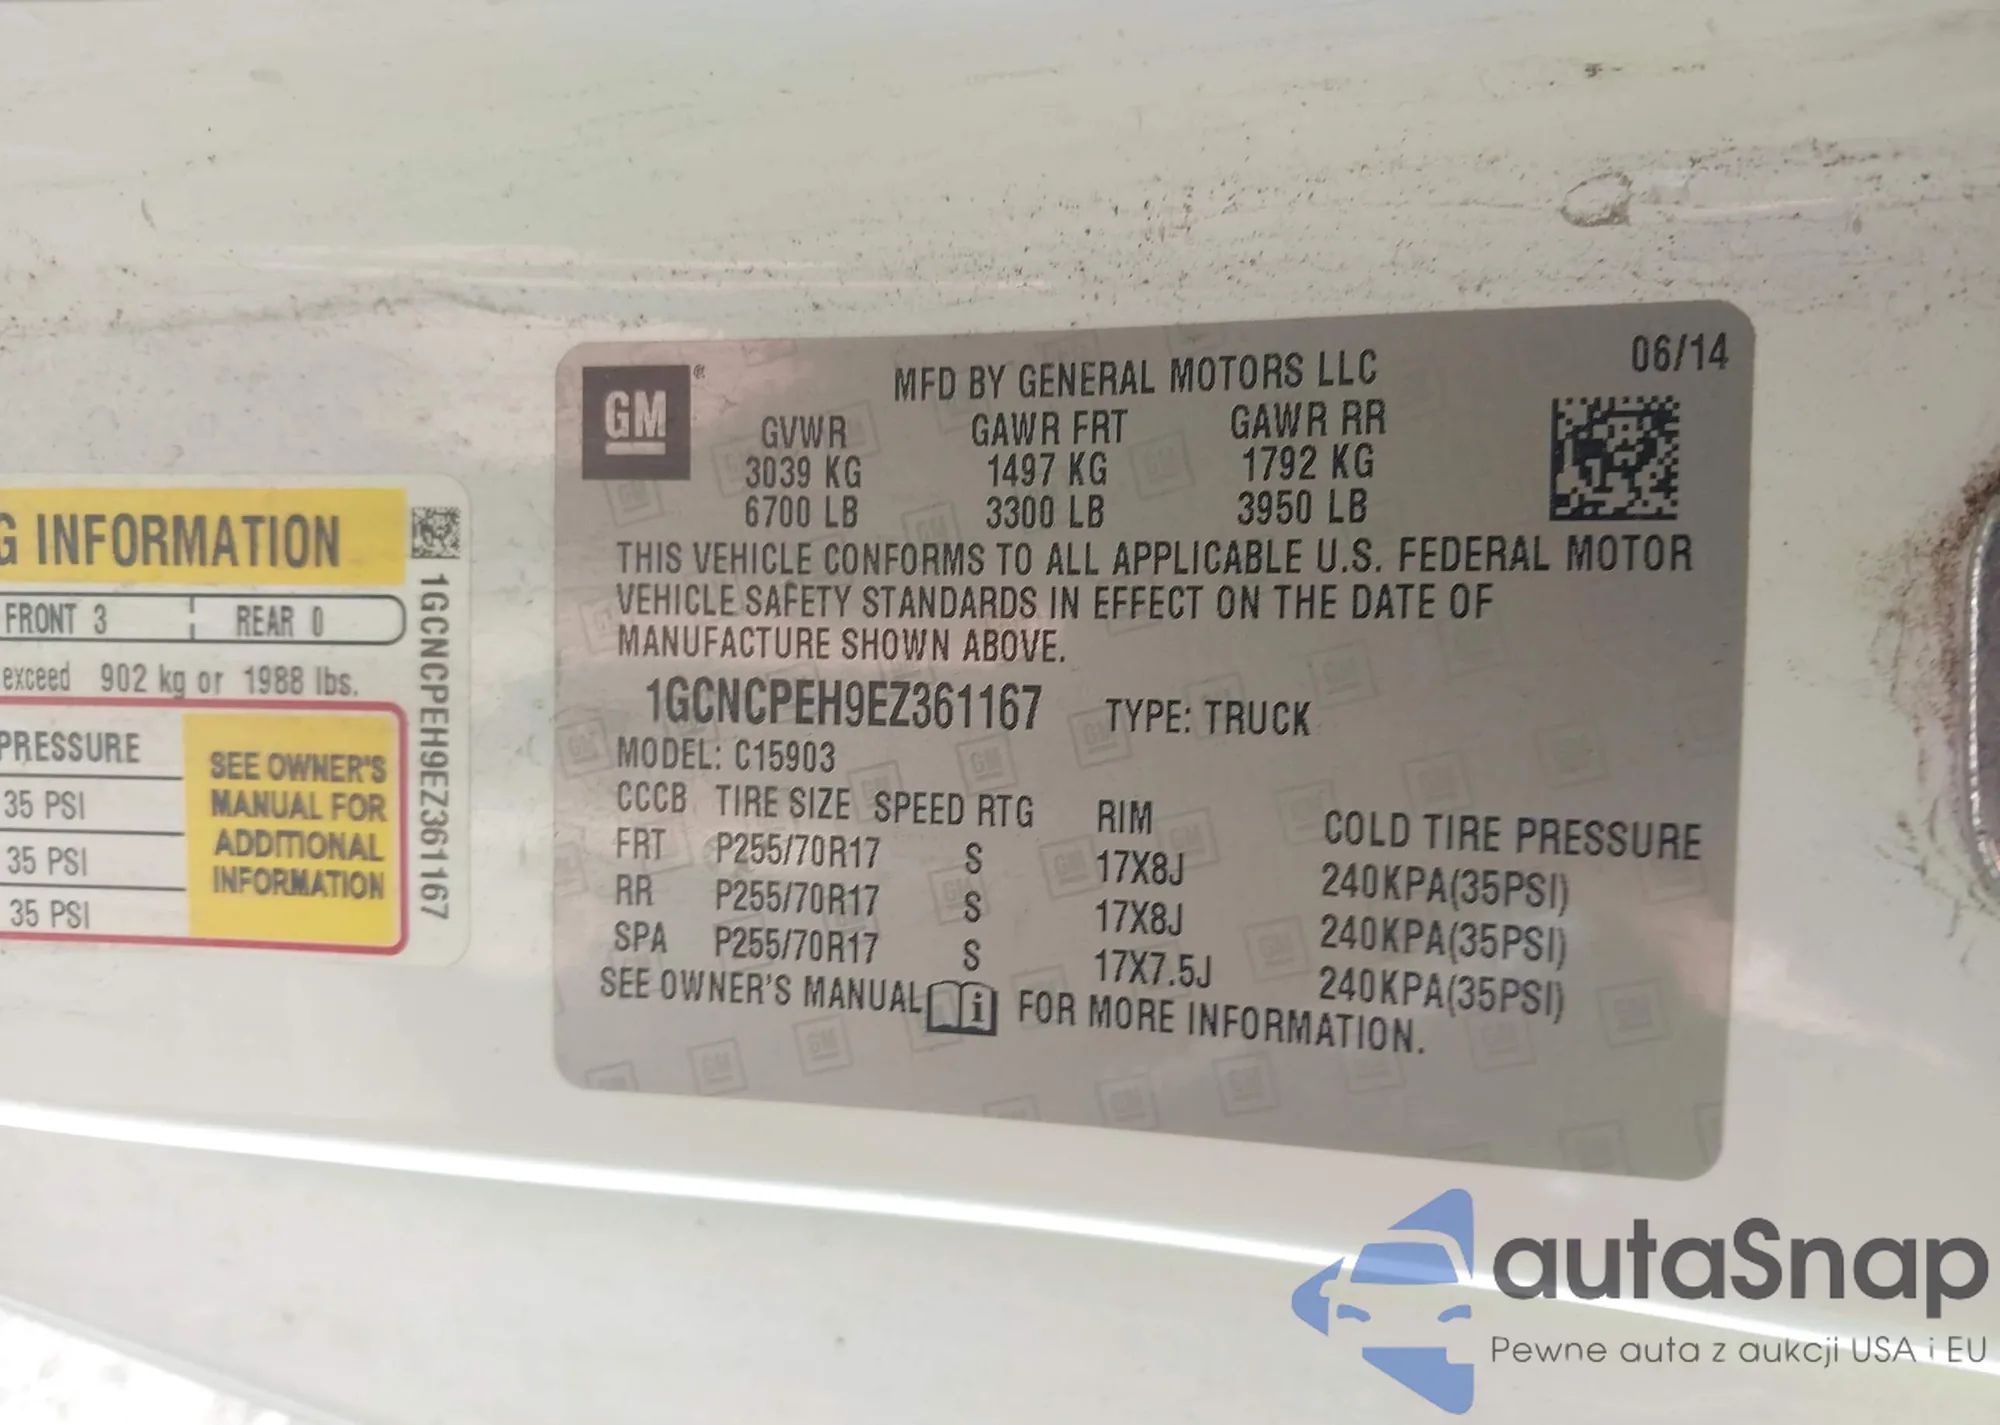 G INFORMATION
FRONT 3 REAR 0
exceed 902 kg or 1988 lbs.
PRESSURE
35 PSI
35 PSI
35 PSI
SEE OWNER'S
MANUAL FOR
ADDITIONAL
INFORMATION
1GCNCPEH9EZ361167
GM ®
MFD BY GENERAL MOTORS LLC 06/14
GVWR GAWR FRT GAWR RR
3039 KG 1497 KG 1792 KG
6700 LB 3300 LB 3950 LB
THIS VEHICLE CONFORMS TO ALL APPLICABLE U.S. FEDERAL MOTOR
VEHICLE SAFETY STANDARDS IN EFFECT ON THE DATE OF
MANUFACTURE SHOWN ABOVE.
1GCNCPEH9EZ361167 TYPE: TRUCK
MODEL: C15903
CCCB TIRE SIZE SPEED RTG RIM COLD TIRE PRESSURE
FRT P255/70R17 S 17X8J 240KPA(35PSI)
RR P255/70R17 S 17X8J 240KPA(35PSI)
SPA P255/70R17 S 17X7.5J 240KPA(35PSI)
SEE OWNER'S MANUAL i FOR MORE INFORMATION.
autaSnap
Pewne auta z aukcji USA i EU